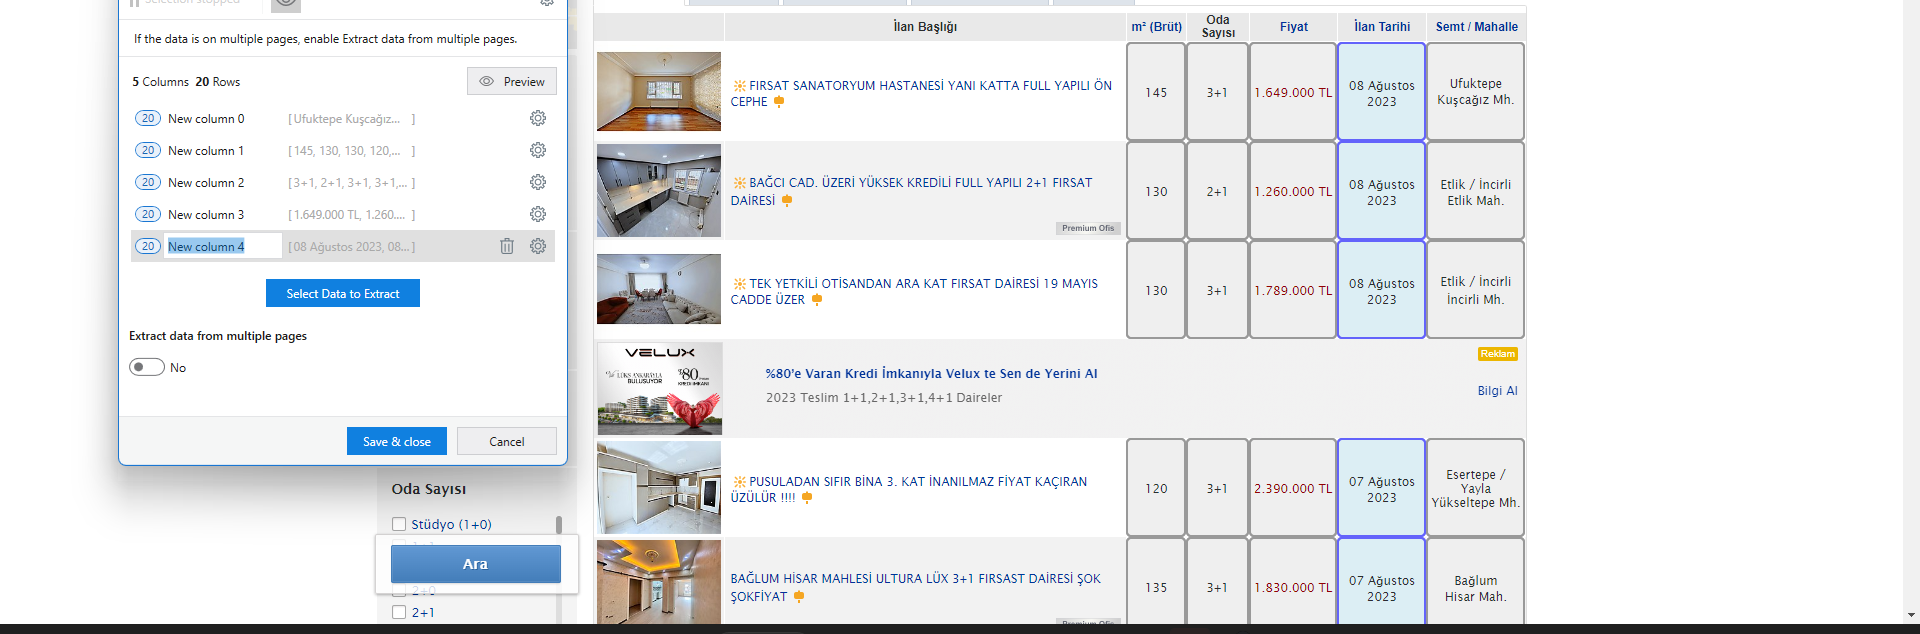 Selection stopped
If the data is on multiple pages, enable Extract data from multiple pages.
5 Columns 20 Rows
Preview
20 New column 0 [Ufuktepe Kuşcağız... ]
20 New column 1 [145, 130, 130, 120,... ]
20 New column 2 [3+1, 2+1, 3+1, 3+1,... ]
20 New column 3 [1.649.000 TL, 1.260.... ]
20 New column 4 [08 Ağustos 2023, 08... ]
Select Data to Extract
Extract data from multiple pages
No
Save & close
Cancel
Oda Sayısı
Stüdyo (1+0)
Ara
2+0
2+1
İlan Başlığı
m² (Brüt)
Oda
Sayısı
Fiyat
İlan Tarihi
Semt / Mahalle
FIRSAT SANATORYUM HASTANESİ YANI KATTA FULL YAPILI ÖN
CEPHE
145
3+1
1.649.000 TL
08 Ağustos
2023
Ufuktepe
Kuşcağız Mh.
BAĞCI CAD. ÜZERİ YÜKSEK KREDİLİ FULL YAPILI 2+1 FIRSAT
DAİRESİ
Premium Ofis
130
2+1
1.260.000 TL
08 Ağustos
2023
Etlik / İncirli
Etlik Mah.
TEK YETKİLİ OTİSANDAN ARA KAT FIRSAT DAİRESİ 19 MAYIS
CADDE ÜZER
130
3+1
1.789.000 TL
08 Ağustos
2023
Etlik / İncirli
İncirli Mh.
VELUX
LÜKS ANKARAYLA
BULUŞUYOR
%80
KREDİ İMKANI
%80’e Varan Kredi İmkanıyla Velux te Sen de Yerini Al
2023 Teslim 1+1,2+1,3+1,4+1 Daireler
Reklam
Bilgi Al
PUSULADAN SIFIR BİNA 3. KAT İNANILMAZ FİYAT KAÇIRAN
ÜZÜLÜR !!!!
120
3+1
2.390.000 TL
07 Ağustos
2023
Esertepe /
Yayla
Yükseltepe Mh.
BAĞLUM HİSAR MAHLESİ ULTURA LÜX 3+1 FIRSAST DAİRESİ ŞOK
ŞOKFİYAT
Premium Ofis
135
3+1
1.830.000 TL
07 Ağustos
2023
Bağlum
Hisar Mah.